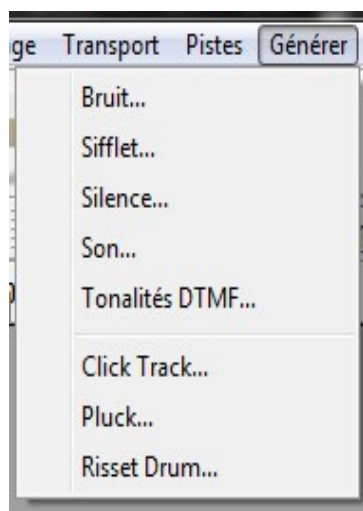 ge Transport Pistes Générer
Bruit...
Sifflet...
Silence...
Son...
Tonalités DTMF...
Click Track...
Pluck...
Risset Drum...